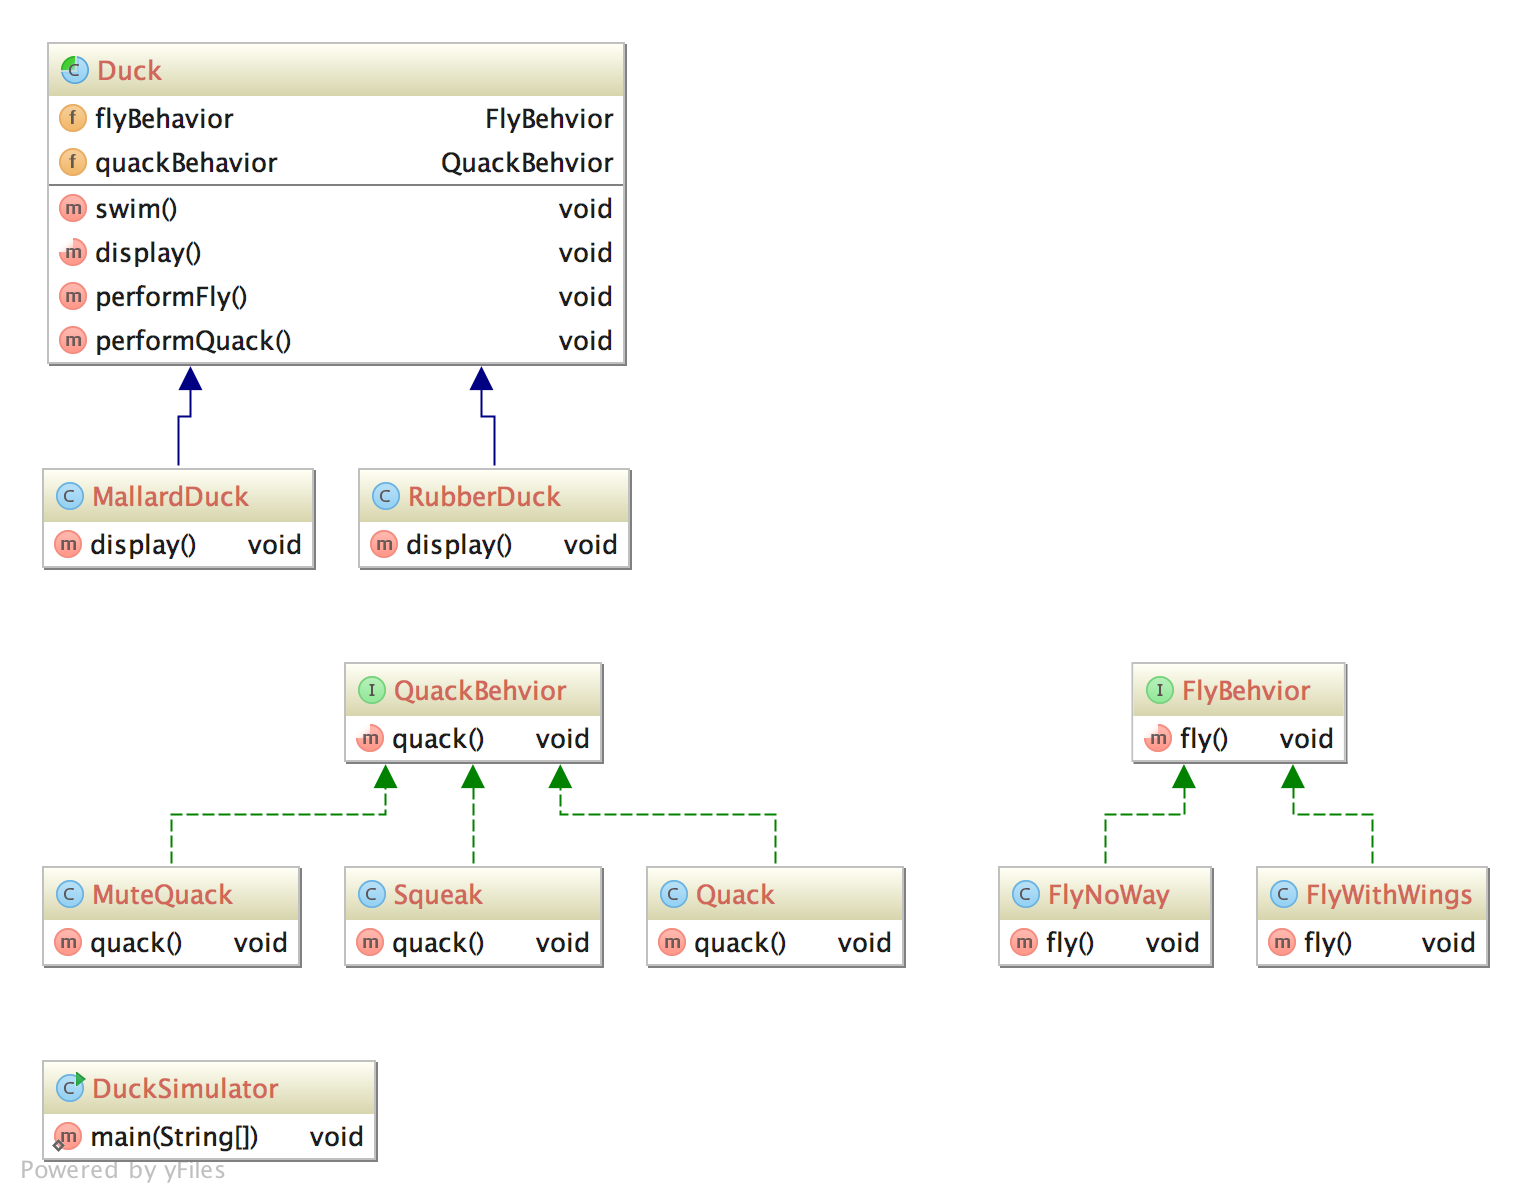 Duck
flyBehavior FlyBehvior
quackBehavior QuackBehvior
swim() void
display() void
performFly() void
performQuack() void
MallardDuck
display() void
RubberDuck
display() void
QuackBehvior
quack() void
FlyBehvior
fly() void
MuteQuack
quack() void
Squeak
quack() void
Quack
quack() void
FlyNoWay
fly() void
FlyWithWings
fly() void
DuckSimulator
main(String[]) void
Powered by yFiles